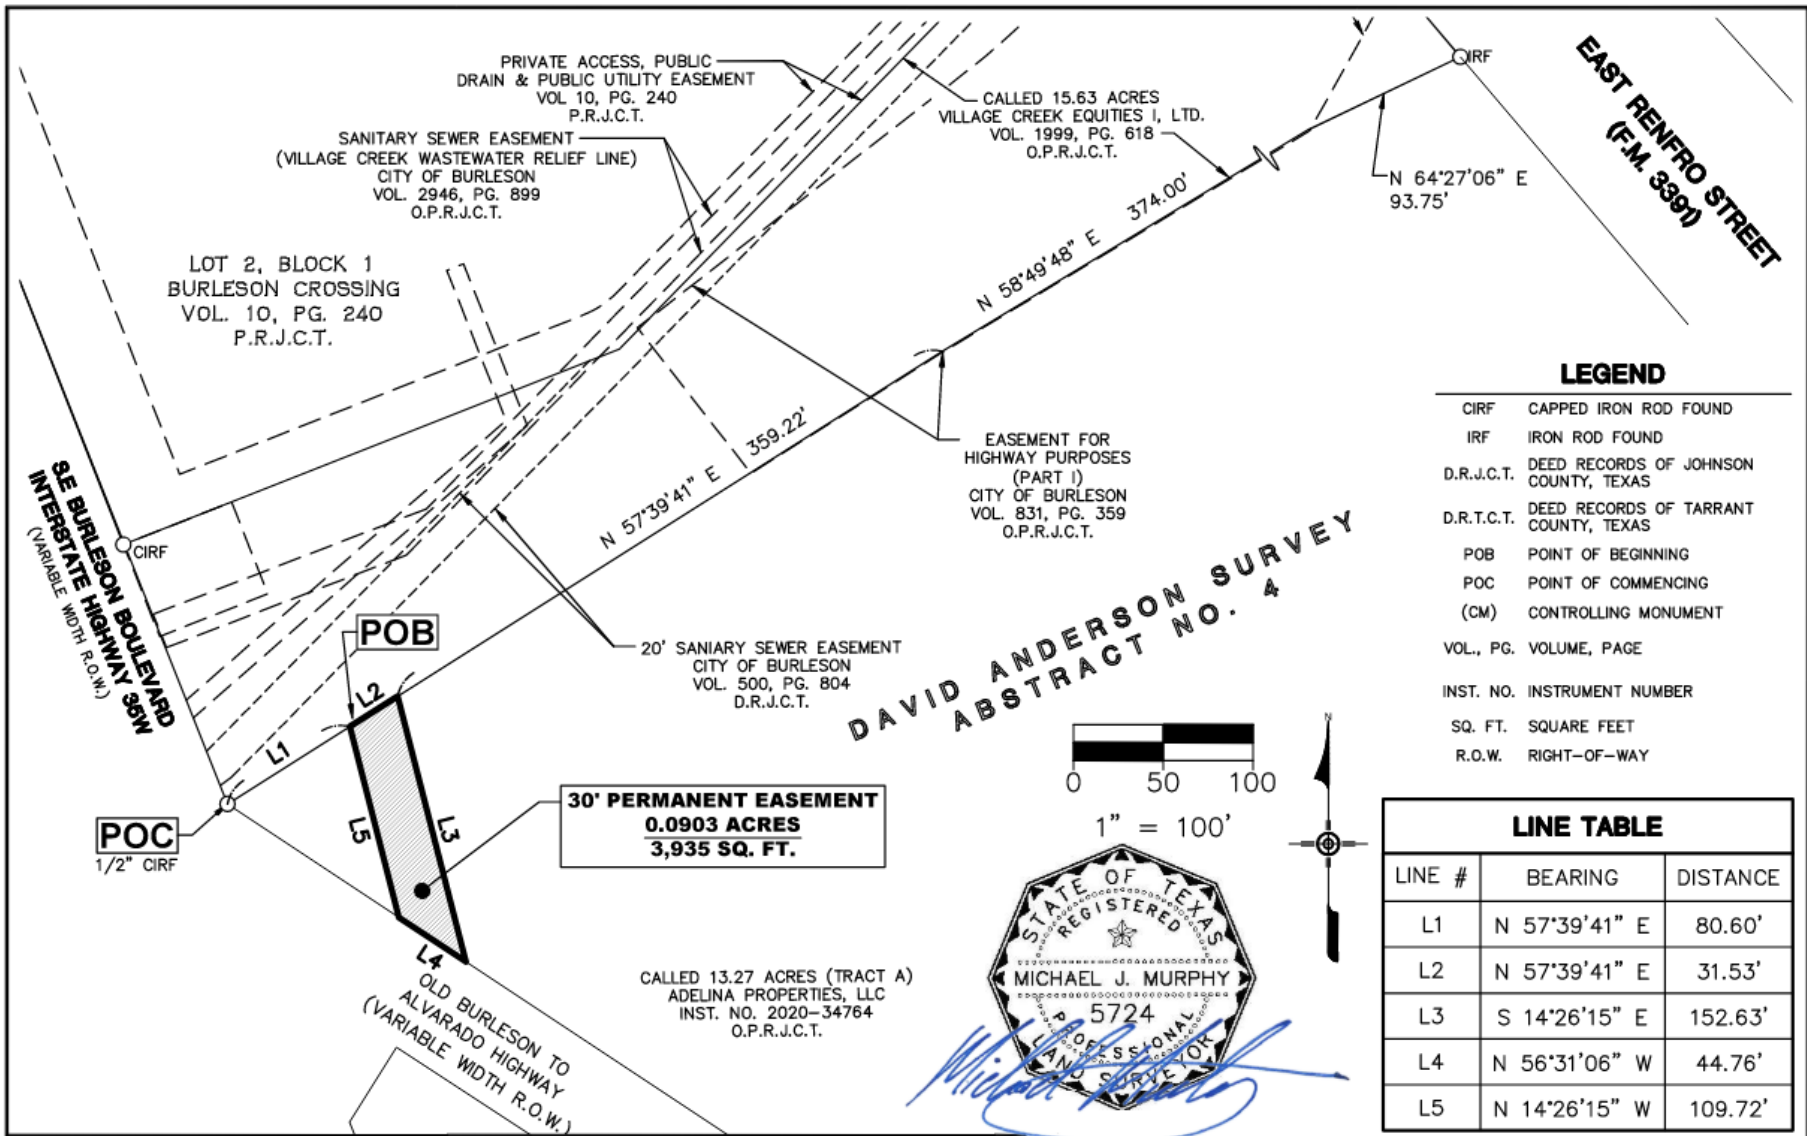 PRIVATE ACCESS, PUBLIC
DRAIN & PUBLIC UTILITY EASEMENT
VOL 10, PG. 240
P.R.J.C.T.
SANITARY SEWER EASEMENT
(VILLAGE CREEK WASTEWATER RELIEF LINE)
CITY OF BURLESON
VOL. 2946, PG. 899
O.P.R.J.C.T.
CALLED 15.63 ACRES
VILLAGE CREEK EQUITIES I, LTD.
VOL. 1999, PG. 618
O.P.R.J.C.T.
IRF
EAST RENFRO STREET
(F.M. 3391)
N 64°27'06" E
93.75'
N 58°49'48" E 374.00'
LOT 2, BLOCK 1
BURLESON CROSSING
VOL. 10, PG. 240
P.R.J.C.T.
N 57°39'41" E 359.22'
EASEMENT FOR
HIGHWAY PURPOSES
(PART I)
CITY OF BURLESON
VOL. 831, PG. 359
O.P.R.J.C.T.
CIRF
S.E BURLESON BOULEVARD
INTERSTATE HIGHWAY 35W
(VARIABLE WIDTH R.O.W.)
POB
20' SANIARY SEWER EASEMENT
CITY OF BURLESON
VOL. 500, PG. 804
D.R.J.C.T.
DAVID ANDERSON SURVEY
ABSTRACT NO. 4
L1
L2
L3
L5
L4
POC
1/2" CIRF
30' PERMANENT EASEMENT
0.0903 ACRES
3,935 SQ. FT.
OLD BURLESON TO
ALVARADO HIGHWAY
(VARIABLE WIDTH R.O.W.)
CALLED 13.27 ACRES (TRACT A)
ADELINA PROPERTIES, LLC
INST. NO. 2020-34764
O.P.R.J.C.T.
0 50 100
1" = 100'
N
STATE OF TEXAS
REGISTERED
MICHAEL J. MURPHY
5724
PROFESSIONAL
LAND SURVEYOR
LEGEND
CIRF CAPPED IRON ROD FOUND
IRF IRON ROD FOUND
D.R.J.C.T. DEED RECORDS OF JOHNSON
COUNTY, TEXAS
D.R.T.C.T. DEED RECORDS OF TARRANT
COUNTY, TEXAS
POB POINT OF BEGINNING
POC POINT OF COMMENCING
(CM) CONTROLLING MONUMENT
VOL., PG. VOLUME, PAGE
INST. NO. INSTRUMENT NUMBER
SQ. FT. SQUARE FEET
R.O.W. RIGHT-OF-WAY
LINE TABLE
LINE # BEARING DISTANCE
L1 N 57°39'41" E 80.60'
L2 N 57°39'41" E 31.53'
L3 S 14°26'15" E 152.63'
L4 N 56°31'06" W 44.76'
L5 N 14°26'15" W 109.72'